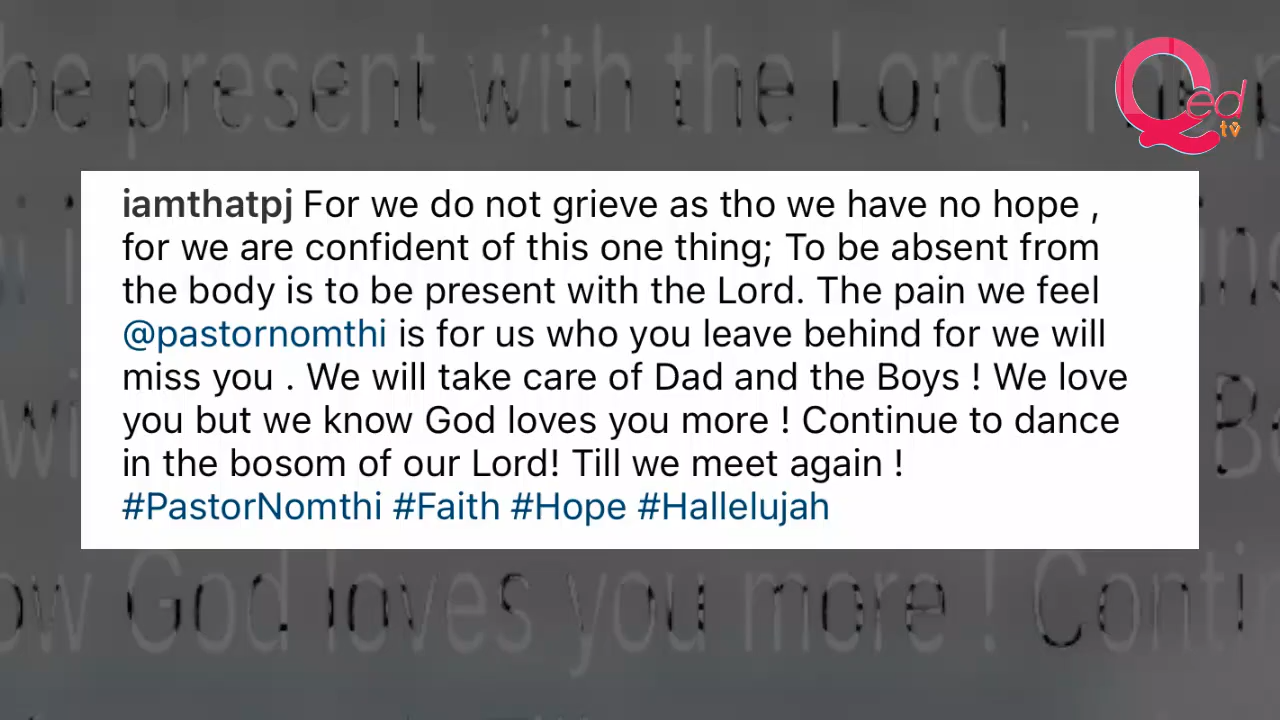 be present with the Lord. The p
Qed
tv
iamthatpj For we do not grieve as tho we have no hope ,
for we are confident of this one thing; To be absent from
the body is to be present with the Lord. The pain we feel
@pastornomthi is for us who you leave behind for we will
miss you . We will take care of Dad and the Boys ! We love
you but we know God loves you more ! Continue to dance
in the bosom of our Lord! Till we meet again !
#PastorNomthi #Faith #Hope #Hallelujah
ow God loves you more ! Conti